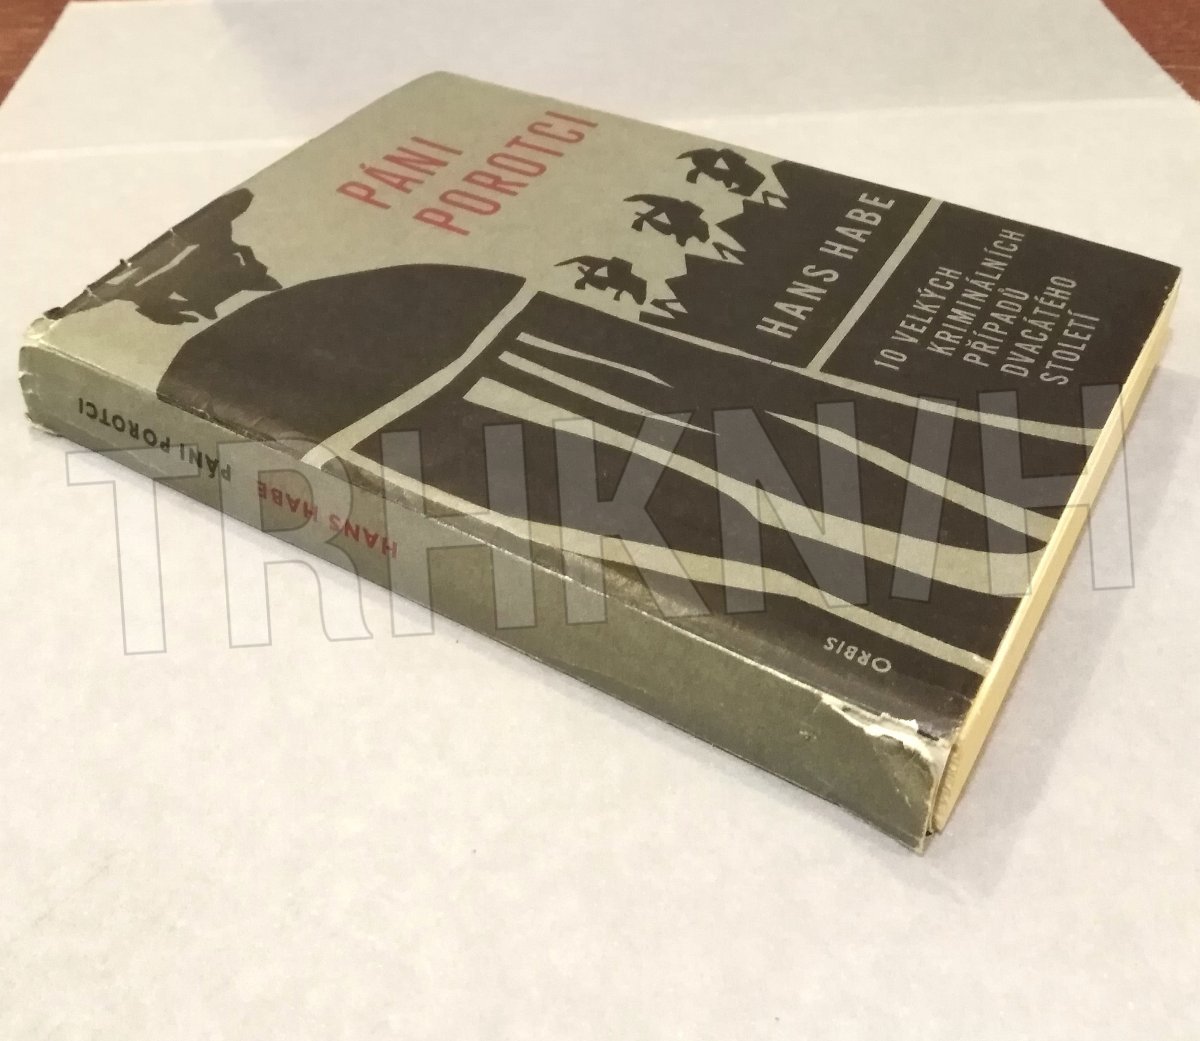 PÁNI
POROTCI
HANS HABE
10 VELKÝCH
KRIMINÁLNÍCH
PŘÍPADŮ
DVACÁTÉHO
STOLETÍ
ORBIS
HANS HABE PÁNI POROTCI
TRHKNIH